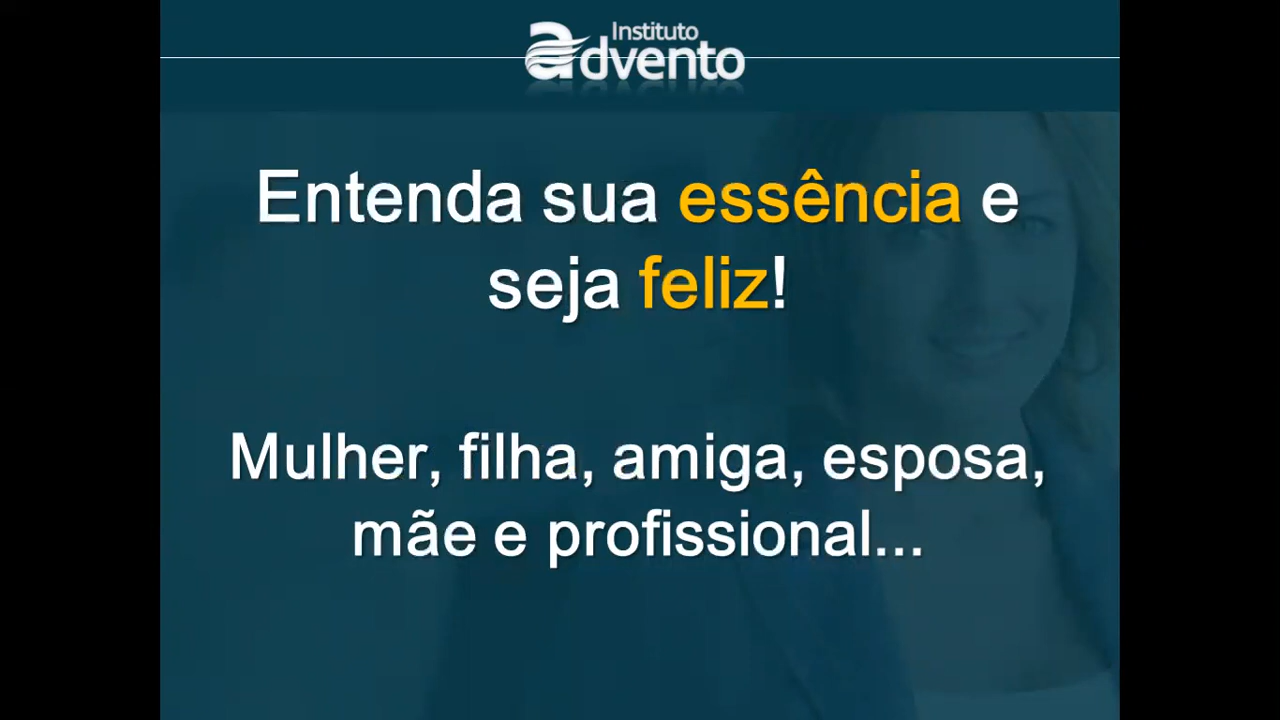 Instituto
advento
Entenda sua essência e
seja feliz!
Mulher, filha, amiga, esposa,
mãe e profissional...